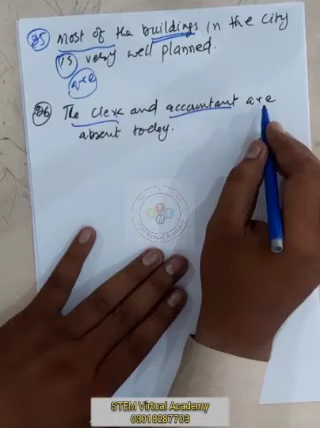 85 Most of the buildings in the city
is very well planned.
are
86 The Clerk and accountant are
absent today.
STEM Virtual Academy
03018287703